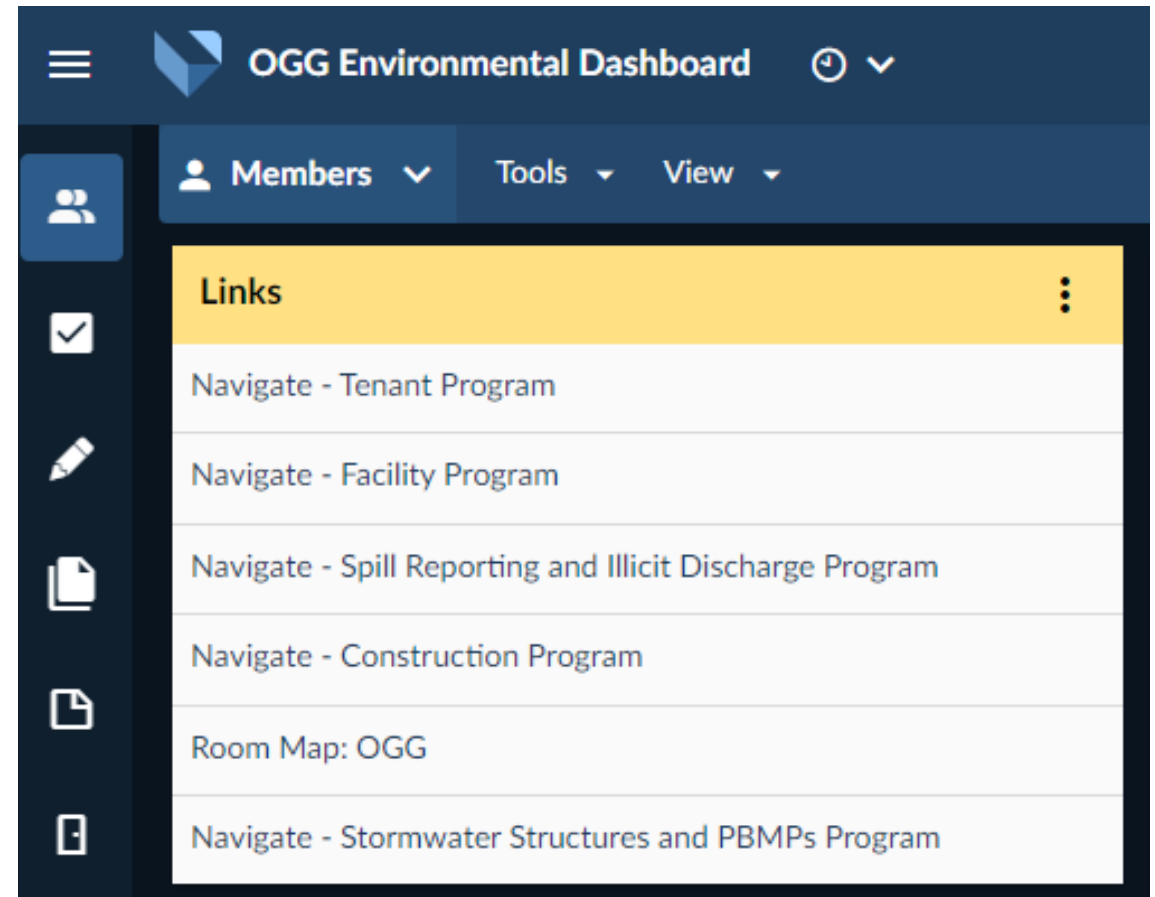 OGG Environmental Dashboard
Members Tools View
Links
Navigate - Tenant Program
Navigate - Facility Program
Navigate - Spill Reporting and Illicit Discharge Program
Navigate - Construction Program
Room Map: OGG
Navigate - Stormwater Structures and PBMPs Program